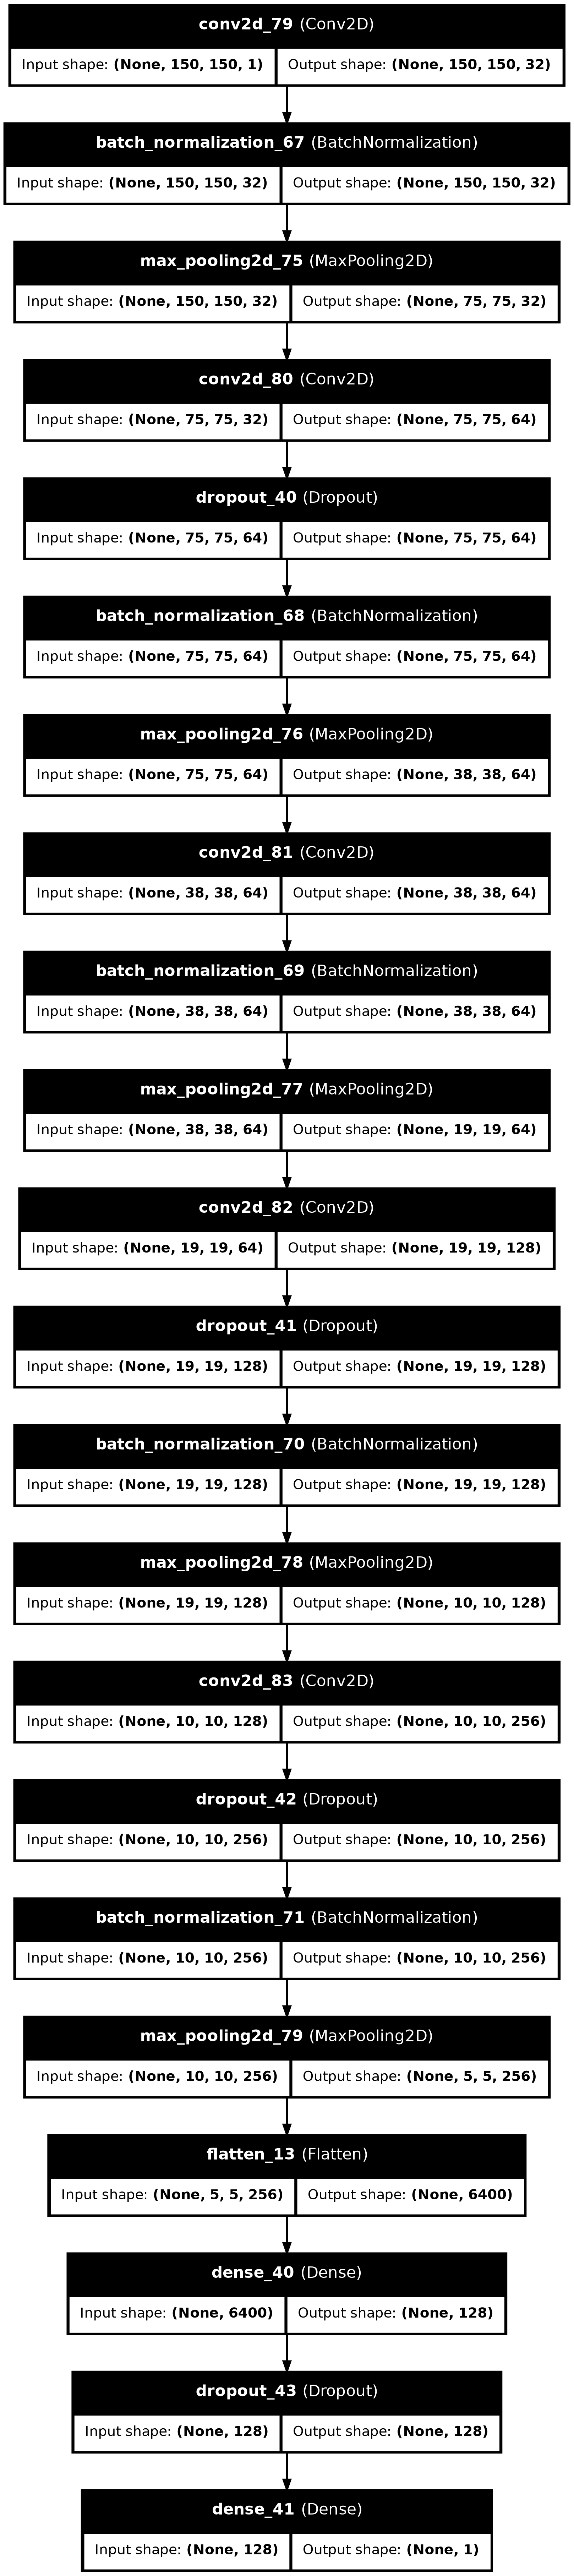 conv2d_79 (Conv2D)
Input shape: (None, 150, 150, 1) Output shape: (None, 150, 150, 32)
batch_normalization_67 (BatchNormalization)
Input shape: (None, 150, 150, 32) Output shape: (None, 150, 150, 32)
max_pooling2d_75 (MaxPooling2D)
Input shape: (None, 150, 150, 32) Output shape: (None, 75, 75, 32)
conv2d_80 (Conv2D)
Input shape: (None, 75, 75, 32) Output shape: (None, 75, 75, 64)
dropout_40 (Dropout)
Input shape: (None, 75, 75, 64) Output shape: (None, 75, 75, 64)
batch_normalization_68 (BatchNormalization)
Input shape: (None, 75, 75, 64) Output shape: (None, 75, 75, 64)
max_pooling2d_76 (MaxPooling2D)
Input shape: (None, 75, 75, 64) Output shape: (None, 38, 38, 64)
conv2d_81 (Conv2D)
Input shape: (None, 38, 38, 64) Output shape: (None, 38, 38, 64)
batch_normalization_69 (BatchNormalization)
Input shape: (None, 38, 38, 64) Output shape: (None, 38, 38, 64)
max_pooling2d_77 (MaxPooling2D)
Input shape: (None, 38, 38, 64) Output shape: (None, 19, 19, 64)
conv2d_82 (Conv2D)
Input shape: (None, 19, 19, 64) Output shape: (None, 19, 19, 128)
dropout_41 (Dropout)
Input shape: (None, 19, 19, 128) Output shape: (None, 19, 19, 128)
batch_normalization_70 (BatchNormalization)
Input shape: (None, 19, 19, 128) Output shape: (None, 19, 19, 128)
max_pooling2d_78 (MaxPooling2D)
Input shape: (None, 19, 19, 128) Output shape: (None, 10, 10, 128)
conv2d_83 (Conv2D)
Input shape: (None, 10, 10, 128) Output shape: (None, 10, 10, 256)
dropout_42 (Dropout)
Input shape: (None, 10, 10, 256) Output shape: (None, 10, 10, 256)
batch_normalization_71 (BatchNormalization)
Input shape: (None, 10, 10, 256) Output shape: (None, 10, 10, 256)
max_pooling2d_79 (MaxPooling2D)
Input shape: (None, 10, 10, 256) Output shape: (None, 5, 5, 256)
flatten_13 (Flatten)
Input shape: (None, 5, 5, 256) Output shape: (None, 6400)
dense_40 (Dense)
Input shape: (None, 6400) Output shape: (None, 128)
dropout_43 (Dropout)
Input shape: (None, 128) Output shape: (None, 128)
dense_41 (Dense)
Input shape: (None, 128) Output shape: (None, 1)